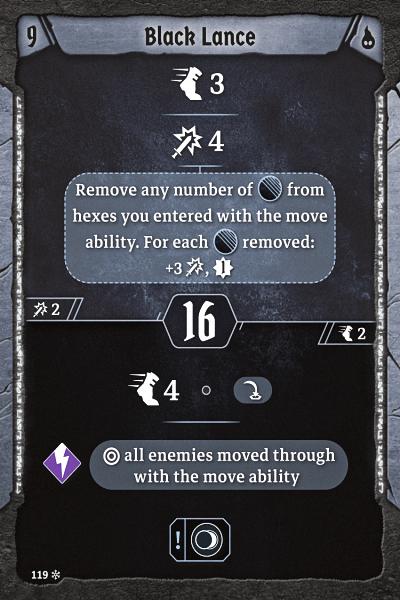 9 Black Lance
3
4
Remove any number of from
hexes you entered with the move
ability. For each removed:
+3 , 1
2
16
2
4
all enemies moved through
with the move ability
!
119